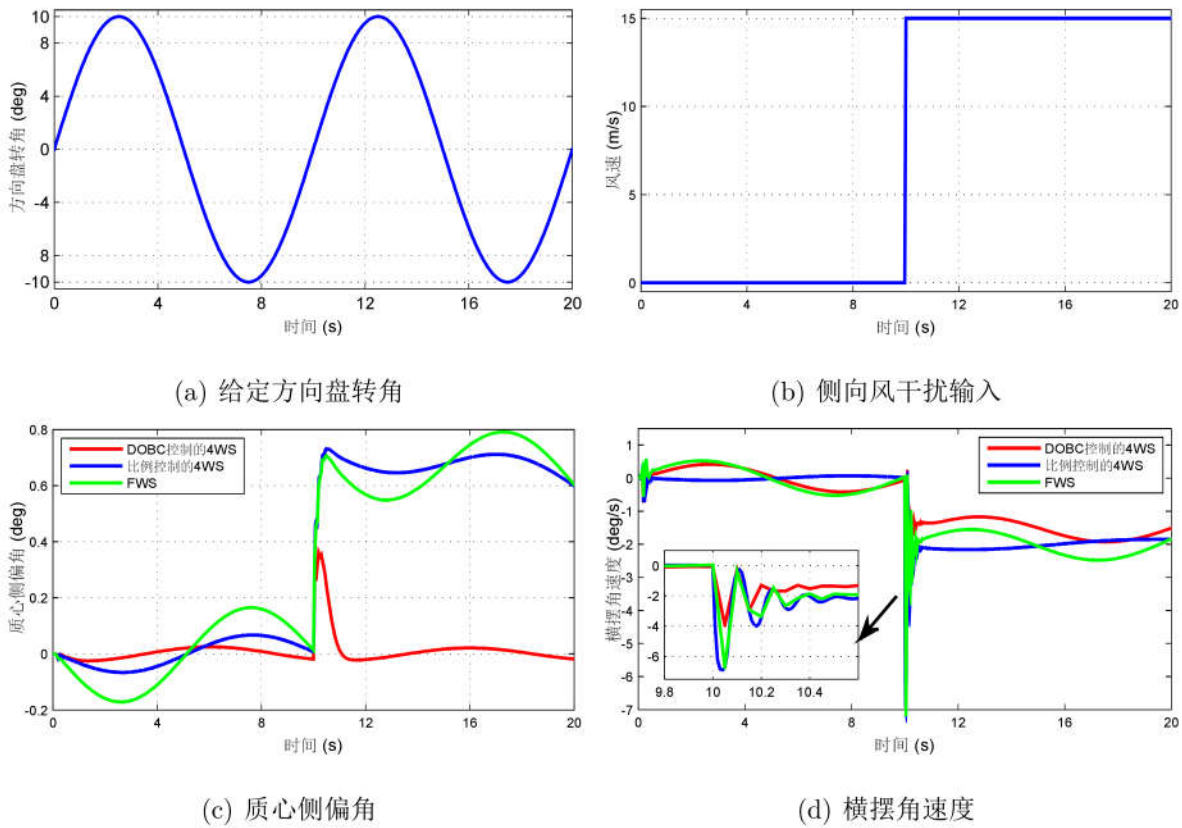 10
8
4
0
-4
8
-10
方向盘转角 (deg)
0 4 8 12 16 20
时间 (s)
(a) 给定方向盘转角
15
10
5
0
风速 (m/s)
0 4 8 12 16 20
时间 (s)
(b) 侧向风干扰输入
0.8
0.6
0.4
0.2
0
-0.2
质心侧偏角 (deg)
DOBC控制的4WS
比例控制的4WS
FWS
0 4 8 12 16 20
时间 (s)
(c) 质心侧偏角
1
0
-1
-2
-3
-4
-5
-6
-7
横摆角速度 (deg/s)
DOBC控制的4WS
比例控制的4WS
FWS
0
-2
-4
-6
9.8 10 10.2 10.4
0 4 8 12 16 20
时间 (s)
(d) 横摆角速度